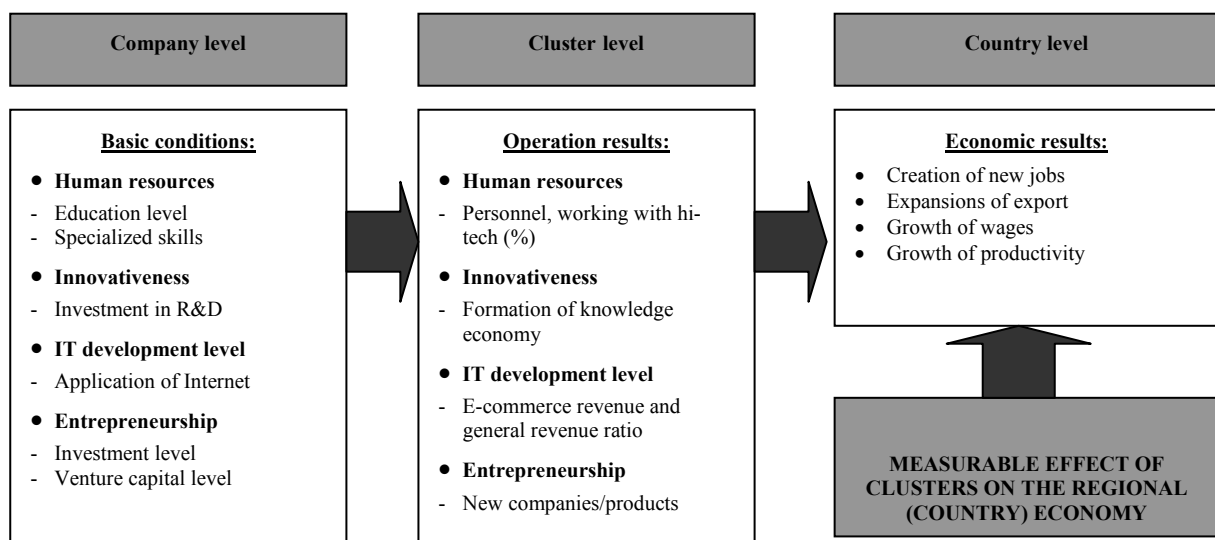 Company level
Basic conditions:
• Human resources
- Education level
- Specialized skills
• Innovativeness
- Investment in R&D
• IT development level
- Application of Internet
• Entrepreneurship
- Investment level
- Venture capital level
Cluster level
Operation results:
• Human resources
- Personnel, working with hi-
tech (%)
• Innovativeness
- Formation of knowledge
economy
• IT development level
- E-commerce revenue and
general revenue ratio
• Entrepreneurship
- New companies/products
Country level
Economic results:
• Creation of new jobs
• Expansions of export
• Growth of wages
• Growth of productivity
MEASURABLE EFFECT OF
CLUSTERS ON THE REGIONAL
(COUNTRY) ECONOMY